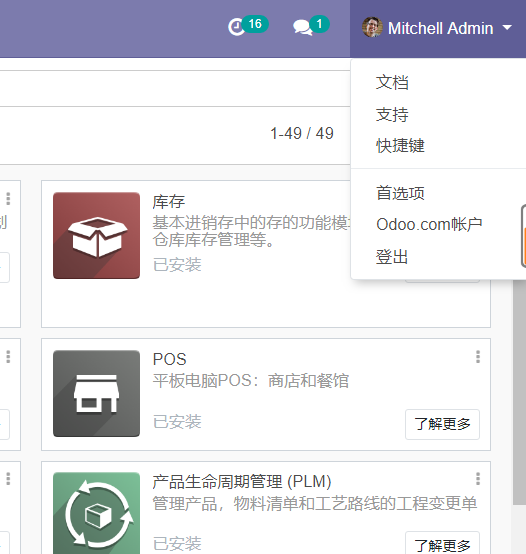 16
1
Mitchell Admin
文档
支持
快捷键
首选项
Odoo.com帐户
登出
1-49 / 49
库存
基本进销存中的存的功能模
仓库库存管理等。
已安装
POS
平板电脑POS：商店和餐馆
已安装
了解更多
产品生命周期管理 (PLM)
管理产品，物料清单和工艺路线的工程变更单
已安装
了解更多